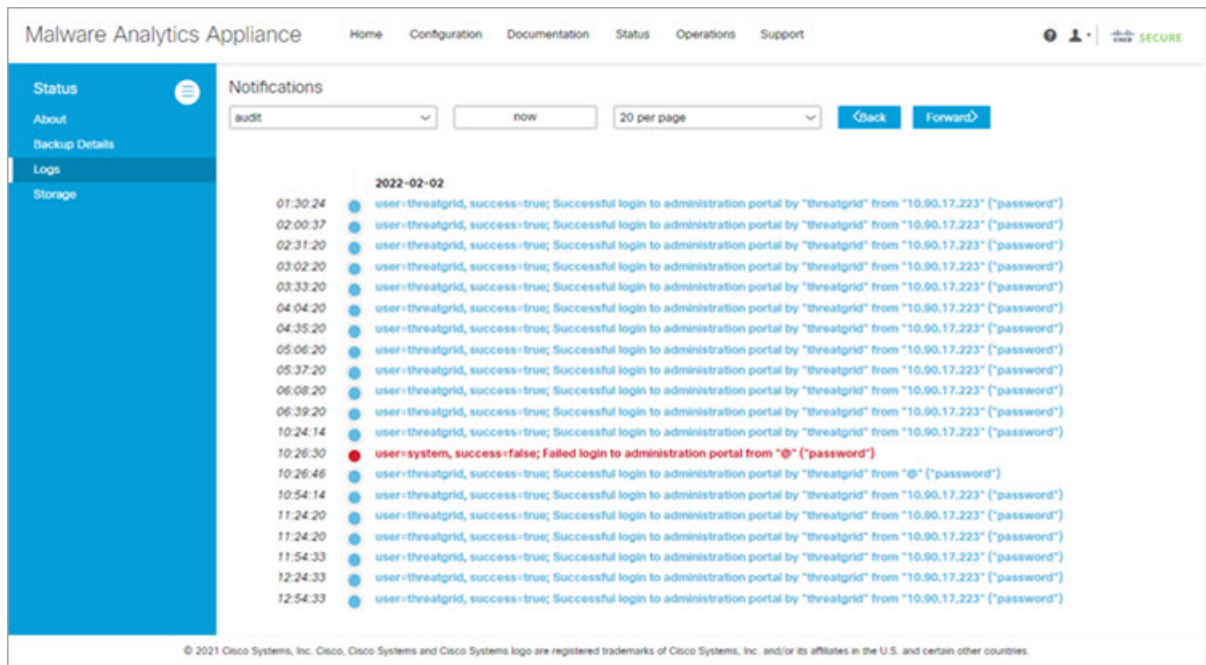 Malware Analytics Appliance
Home Configuration Documentation Status Operations Support
CISCO SECURE
Status
About
Backup Details
Logs
Storage
Notifications
audit now 20 per page Back Forward
2022-02-02
01:30:24 user=threatgrid, success=true; Successful login to administration portal by "threatgrid" from "10.90.17.223" ("password")
02:00:37 user=threatgrid, success=true; Successful login to administration portal by "threatgrid" from "10.90.17.223" ("password")
02:31:20 user=threatgrid, success=true; Successful login to administration portal by "threatgrid" from "10.90.17.223" ("password")
03:02:20 user=threatgrid, success=true; Successful login to administration portal by "threatgrid" from "10.90.17.223" ("password")
03:33:20 user=threatgrid, success=true; Successful login to administration portal by "threatgrid" from "10.90.17.223" ("password")
04:04:20 user=threatgrid, success=true; Successful login to administration portal by "threatgrid" from "10.90.17.223" ("password")
04:35:20 user=threatgrid, success=true; Successful login to administration portal by "threatgrid" from "10.90.17.223" ("password")
05:06:20 user=threatgrid, success=true; Successful login to administration portal by "threatgrid" from "10.90.17.223" ("password")
05:37:20 user=threatgrid, success=true; Successful login to administration portal by "threatgrid" from "10.90.17.223" ("password")
06:08:20 user=threatgrid, success=true; Successful login to administration portal by "threatgrid" from "10.90.17.223" ("password")
06:39:20 user=threatgrid, success=true; Successful login to administration portal by "threatgrid" from "10.90.17.223" ("password")
10:24:14 user=threatgrid, success=true; Successful login to administration portal by "threatgrid" from "10.90.17.223" ("password")
10:26:30 user=system, success=false; Failed login to administration portal from "@" ("password")
10:26:46 user=threatgrid, success=true; Successful login to administration portal by "threatgrid" from "@" ("password")
10:54:14 user=threatgrid, success=true; Successful login to administration portal by "threatgrid" from "10.90.17.223" ("password")
11:24:20 user=threatgrid, success=true; Successful login to administration portal by "threatgrid" from "10.90.17.223" ("password")
11:24:20 user=threatgrid, success=true; Successful login to administration portal by "threatgrid" from "10.90.17.223" ("password")
11:54:33 user=threatgrid, success=true; Successful login to administration portal by "threatgrid" from "10.90.17.223" ("password")
12:24:33 user=threatgrid, success=true; Successful login to administration portal by "threatgrid" from "10.90.17.223" ("password")
12:54:33 user=threatgrid, success=true; Successful login to administration portal by "threatgrid" from "10.90.17.223" ("password")
© 2021 Cisco Systems, Inc. Cisco, Cisco Systems and Cisco Systems logo are registered trademarks of Cisco Systems, Inc. and/or its affiliates in the U.S. and certain other countries.